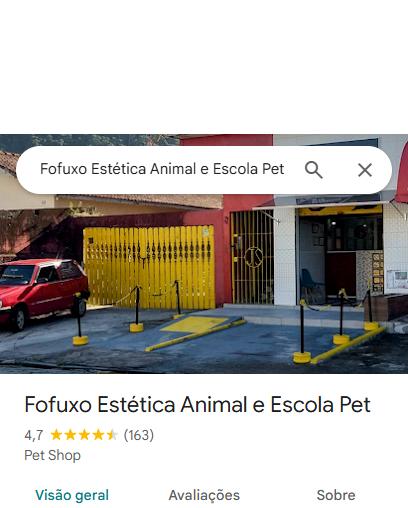 Fofuxo Estética Animal e Escola Pet
Fofuxo Estética Animal e Escola Pet
4,7 (163)
Pet Shop
Visão geral Avaliações Sobre